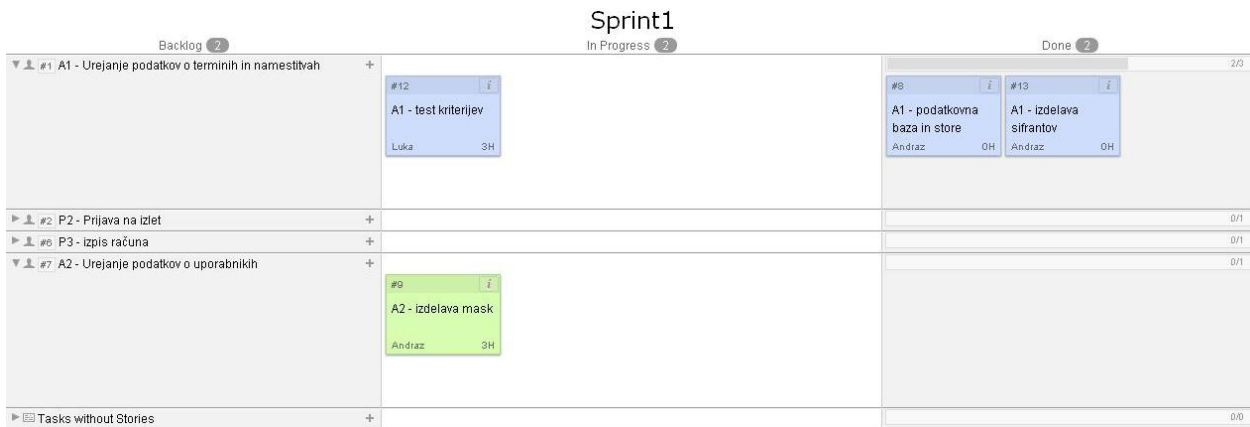 Sprint1
Backlog 2
In Progress 2
Done 2
#1 A1 - Urejanje podatkov o terminih in namestitvah +
2/3
#12 i
A1 - test kriterijev
Luka 3H
#8 i
A1 - podatkovna
baza in store
Andraz 0H
#13 i
A1 - izdelava
sifrantov
Andraz 0H
#2 P2 - Prijava na izlet +
0/1
#6 P3 - izpis računa +
0/1
#7 A2 - Urejanje podatkov o uporabnikih +
0/1
#9 i
A2 - izdelava mask
Andraz 3H
Tasks without Stories +
0/0